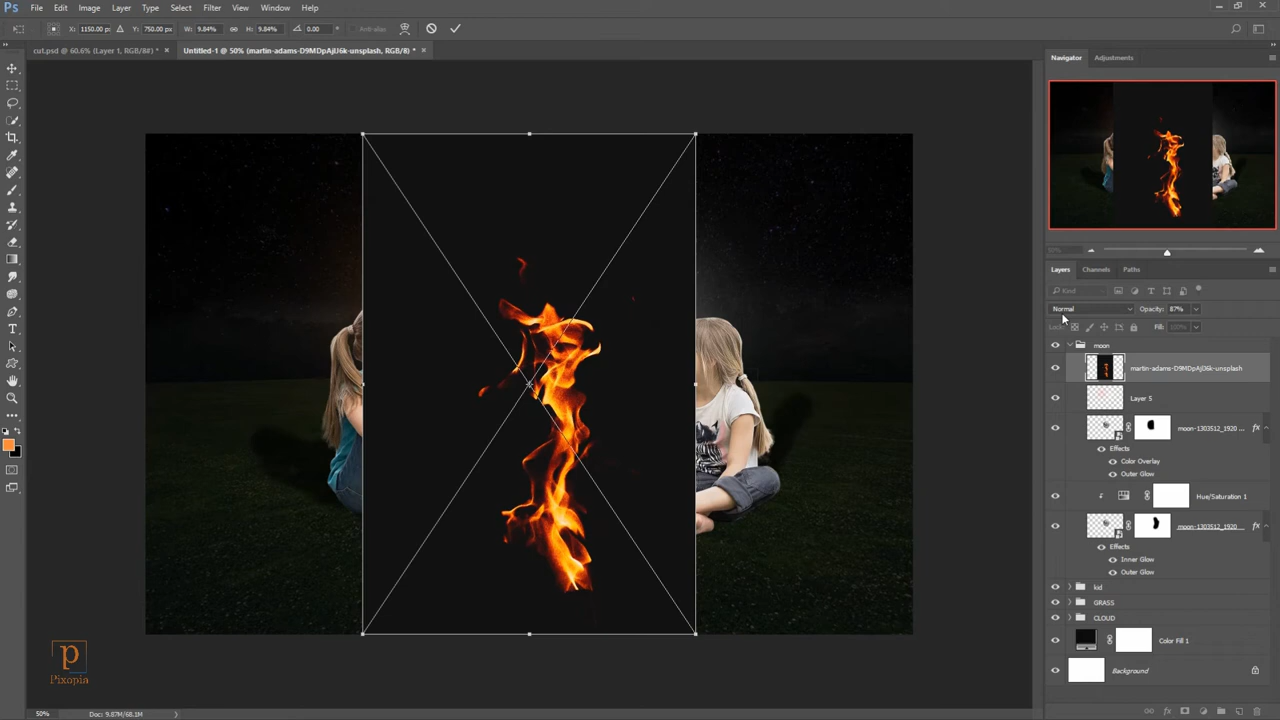 Ps File Edit Image Layer Type Select Filter View Window Help
X: 1150.00 px Y: 750.00 px W: 9.84% H: 9.84% 0.00 Anti-alias
cut.psd @ 60.6% (Layer 1, RGB/8#) * × Untitled-1 @ 50% (martin-adams-D9MDpAjU6k-unsplash, RGB/8) * ×
Navigator Adjustments
50%
Layers Channels Paths
Kind
Normal Opacity: 87%
Lock: Fill: 100%
moon
martin-adams-D9MDpAjU6k-unsplash
Layer 5
moon-1303512_1920 ... fx
Effects
Color Overlay
Outer Glow
Hue/Saturation 1
moon-1303512_1920 fx
Effects
Inner Glow
Outer Glow
kid
GRASS
CLOUD
Color Fill 1
Background
p
Pixopia
50% Doc: 9.87M/68.1M